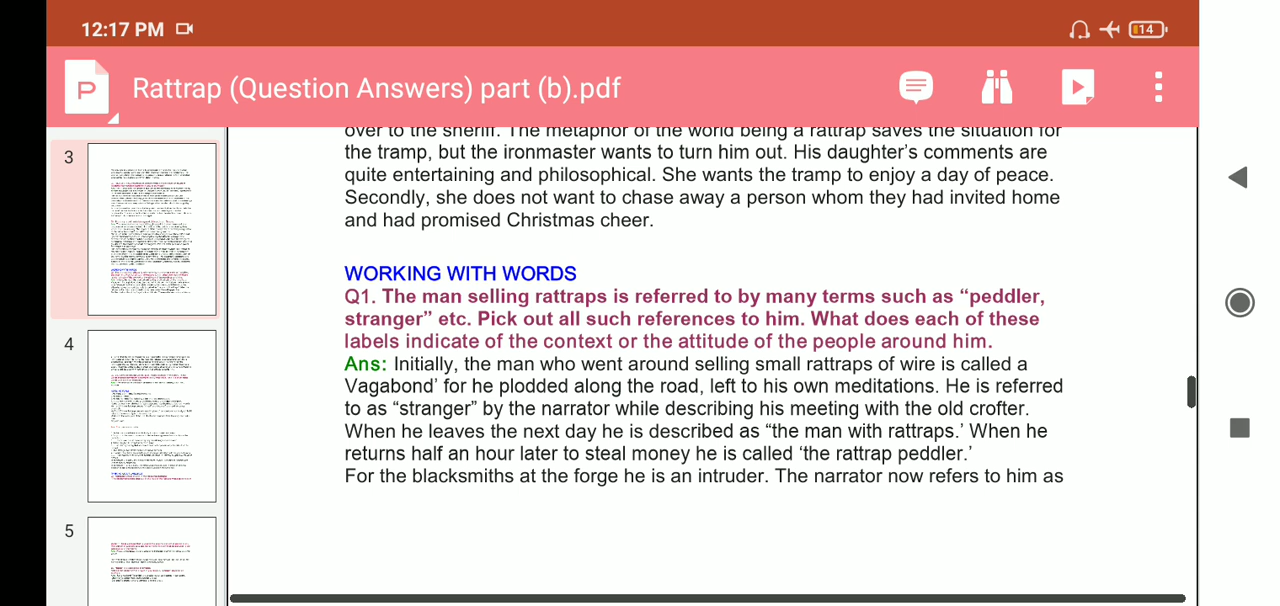 12:17 PM
14
P
Rattrap (Question Answers) part (b).pdf
3
4
5
over to the sheriff. The metaphor of the world being a rattrap saves the situation for
the tramp, but the ironmaster wants to turn him out. His daughter's comments are
quite entertaining and philosophical. She wants the tramp to enjoy a day of peace.
Secondly, she does not want to chase away a person whom they had invited home
and had promised Christmas cheer.
WORKING WITH WORDS
Q1. The man selling rattraps is referred to by many terms such as “peddler,
stranger” etc. Pick out all such references to him. What does each of these
labels indicate of the context or the attitude of the people around him.
Ans: Initially, the man who went around selling small rattraps of wire is called a
Vagabond’ for he plodded along the road, left to his own meditations. He is referred
to as “stranger” by the narrator while describing his meeting with the old crofter.
When he leaves the next day he is described as “the man with rattraps.’ When he
returns half an hour later to steal money he is called ‘the rattrap peddler.’
For the blacksmiths at the forge he is an intruder. The narrator now refers to him as